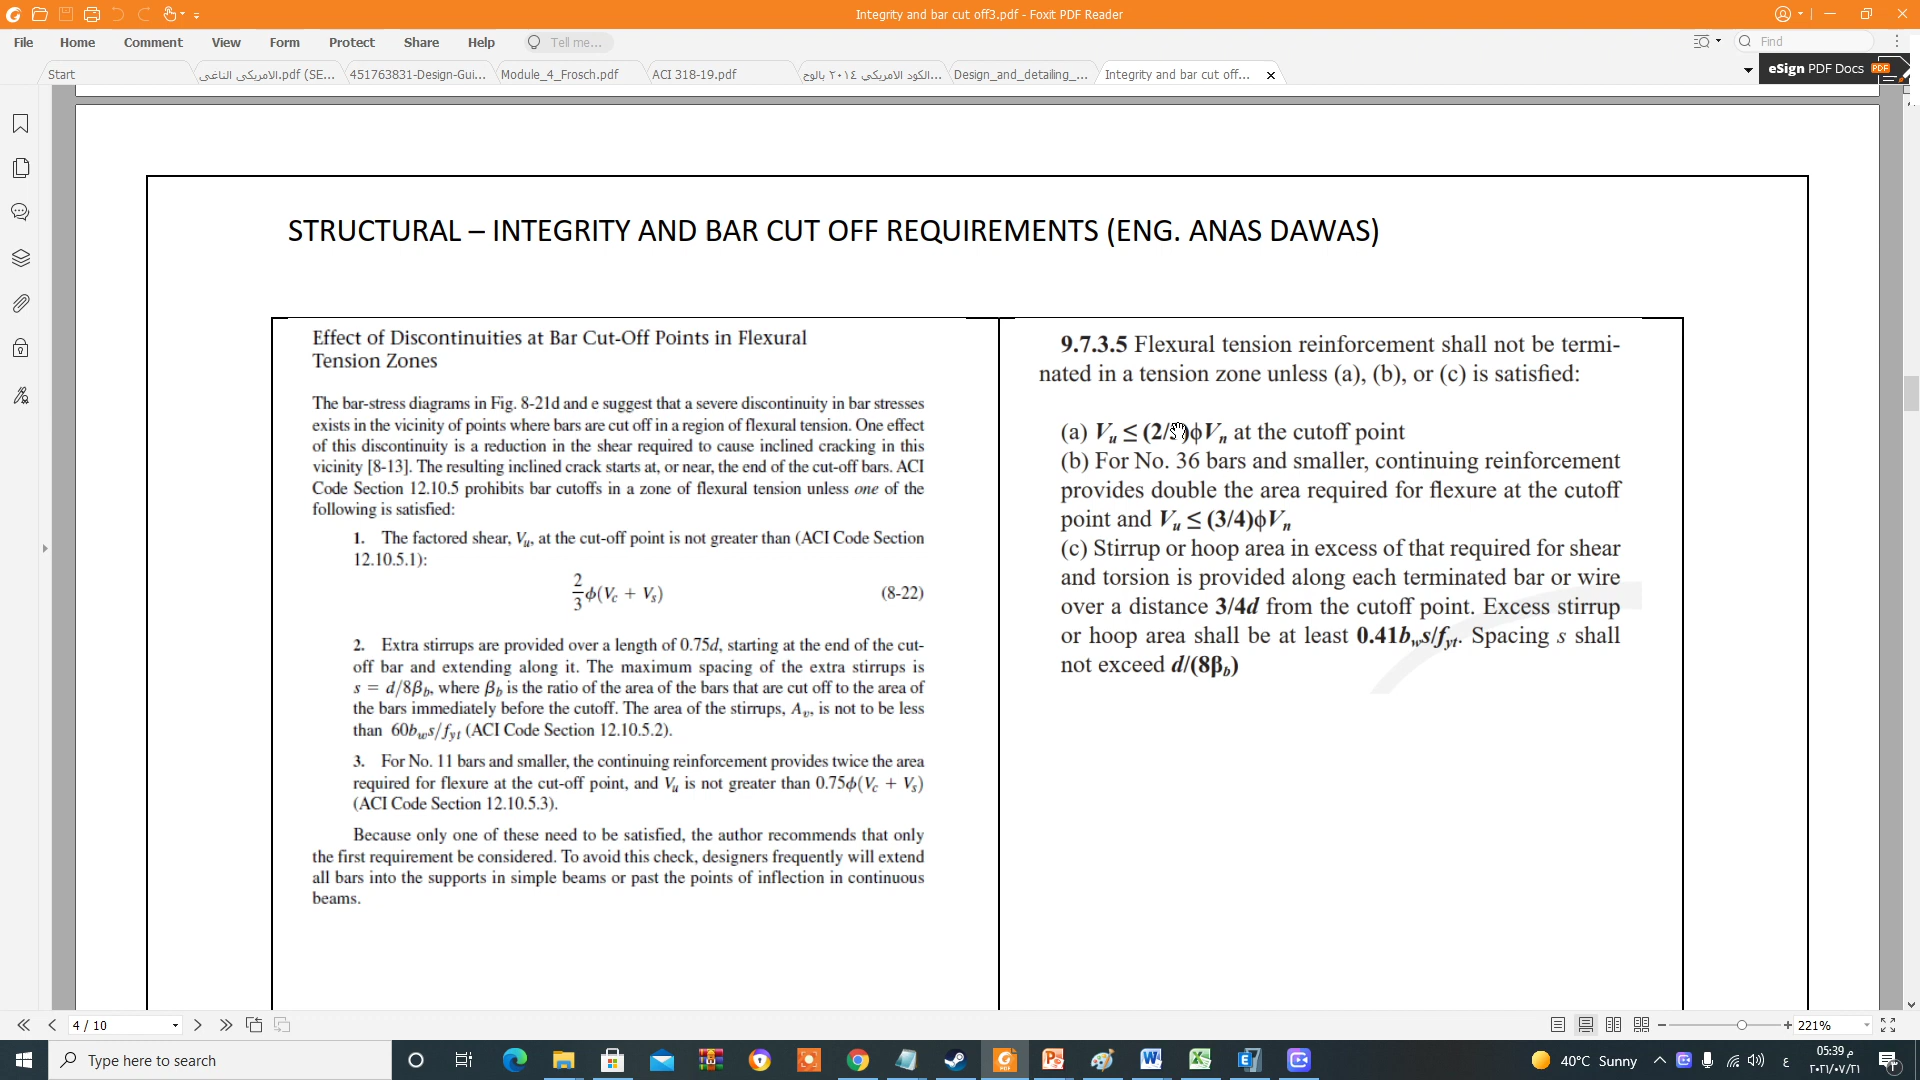 Integrity and bar cut off3.pdf - Foxit PDF Reader
File Home Comment View Form Protect Share Help Tell me... Find
Start
الامريكي الناغي.pdf (SE...
451763831-Design-Gui...
Module_4_Frosch.pdf
ACI 318-19.pdf
الكود الامريكي ٢٠١٤ بالوح...
Design_and_detailing_...
Integrity and bar cut off...
eSign PDF Docs PDF
STRUCTURAL – INTEGRITY AND BAR CUT OFF REQUIREMENTS (ENG. ANAS DAWAS)
Effect of Discontinuities at Bar Cut-Off Points in Flexural
Tension Zones
The bar-stress diagrams in Fig. 8-21d and e suggest that a severe discontinuity in bar stresses
exists in the vicinity of points where bars are cut off in a region of flexural tension. One effect
of this discontinuity is a reduction in the shear required to cause inclined cracking in this
vicinity [8-13]. The resulting inclined crack starts at, or near, the end of the cut-off bars. ACI
Code Section 12.10.5 prohibits bar cutoffs in a zone of flexural tension unless one of the
following is satisfied:
1. The factored shear, Vu, at the cut-off point is not greater than (ACI Code Section
12.10.5.1):
2/3 ϕ(Vc + Vs) (8-22)
2. Extra stirrups are provided over a length of 0.75d, starting at the end of the cut-
off bar and extending along it. The maximum spacing of the extra stirrups is
s = d/8βb, where βb is the ratio of the area of the bars that are cut off to the area of
the bars immediately before the cutoff. The area of the stirrups, Av, is not to be less
than 60bws/fyt (ACI Code Section 12.10.5.2).
3. For No. 11 bars and smaller, the continuing reinforcement provides twice the area
required for flexure at the cut-off point, and Vu is not greater than 0.75ϕ(Vc + Vs)
(ACI Code Section 12.10.5.3).
Because only one of these need to be satisfied, the author recommends that only
the first requirement be considered. To avoid this check, designers frequently will extend
all bars into the supports in simple beams or past the points of inflection in continuous
beams.
9.7.3.5 Flexural tension reinforcement shall not be termi-
nated in a tension zone unless (a), (b), or (c) is satisfied:
(a) Vu ≤ (2/3)ϕVn at the cutoff point
(b) For No. 36 bars and smaller, continuing reinforcement
provides double the area required for flexure at the cutoff
point and Vu ≤ (3/4)ϕVn
(c) Stirrup or hoop area in excess of that required for shear
and torsion is provided along each terminated bar or wire
over a distance 3/4d from the cutoff point. Excess stirrup
or hoop area shall be at least 0.41bws/fyt. Spacing s shall
not exceed d/(8βb)
4 / 10
221%
Type here to search
40°C Sunny
ع
05:39 م
٢٠٢١/٠٧/٢١